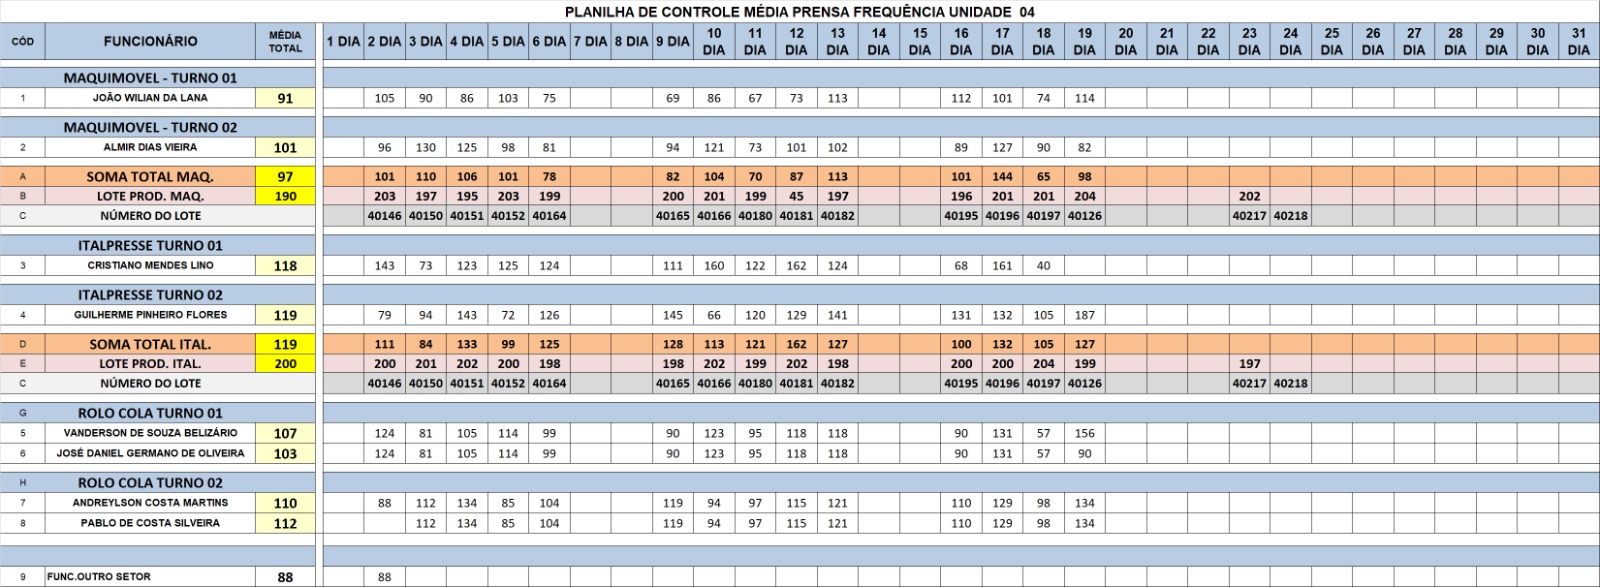 PLANILHA DE CONTROLE MÉDIA PRENSA FREQUÊNCIA UNIDADE 04
CÓD FUNCIONÁRIO MÉDIA TOTAL 1 DIA 2 DIA 3 DIA 4 DIA 5 DIA 6 DIA 7 DIA 8 DIA 9 DIA 10 DIA 11 DIA 12 DIA 13 DIA 14 DIA 15 DIA 16 DIA 17 DIA 18 DIA 19 DIA 20 DIA 21 DIA 22 DIA 23 DIA 24 DIA 25 DIA 26 DIA 27 DIA 28 DIA 29 DIA 30 DIA 31 DIA
MAQUIMOVEL - TURNO 01
1 JOÃO WILIAN DA LANA 91 105 90 86 103 75 69 86 67 73 113 112 101 74 114
MAQUIMOVEL - TURNO 02
2 ALMIR DIAS VIEIRA 101 96 130 125 98 81 94 121 73 101 102 89 127 90 82
A SOMA TOTAL MAQ. 97 101 110 106 101 78 82 104 70 87 113 101 144 65 98
B LOTE PROD. MAQ. 190 203 197 195 203 199 200 201 199 45 197 196 201 201 204 202
C NÚMERO DO LOTE 40146 40150 40151 40152 40164 40165 40166 40180 40181 40182 40195 40196 40197 40126 40217 40218
ITALPRESSE TURNO 01
3 CRISTIANO MENDES LINO 118 143 73 123 125 124 111 160 122 162 124 68 161 40
ITALPRESSE TURNO 02
4 GUILHERME PINHEIRO FLORES 119 79 94 143 72 126 145 66 120 129 141 131 132 105 187
D SOMA TOTAL ITAL. 119 111 84 133 99 125 128 113 121 162 127 100 132 105 127
E LOTE PROD. ITAL. 200 200 201 202 200 198 198 202 199 202 198 200 200 204 199 197
C NÚMERO DO LOTE 40146 40150 40151 40152 40164 40165 40166 40180 40181 40182 40195 40196 40197 40126 40217 40218
G ROLO COLA TURNO 01
5 VANDERSON DE SOUZA BELIZÁRIO 107 124 81 105 114 99 90 123 95 118 118 90 131 57 156
6 JOSÉ DANIEL GERMANO DE OLIVEIRA 103 124 81 105 114 99 90 123 95 118 118 90 131 57 90
H ROLO COLA TURNO 02
7 ANDREYLSON COSTA MARTINS 110 88 112 134 85 104 119 94 97 115 121 110 129 98 134
8 PABLO DE COSTA SILVEIRA 112 112 134 85 104 119 94 97 115 121 110 129 98 134
9 FUNC.OUTRO SETOR 88 88